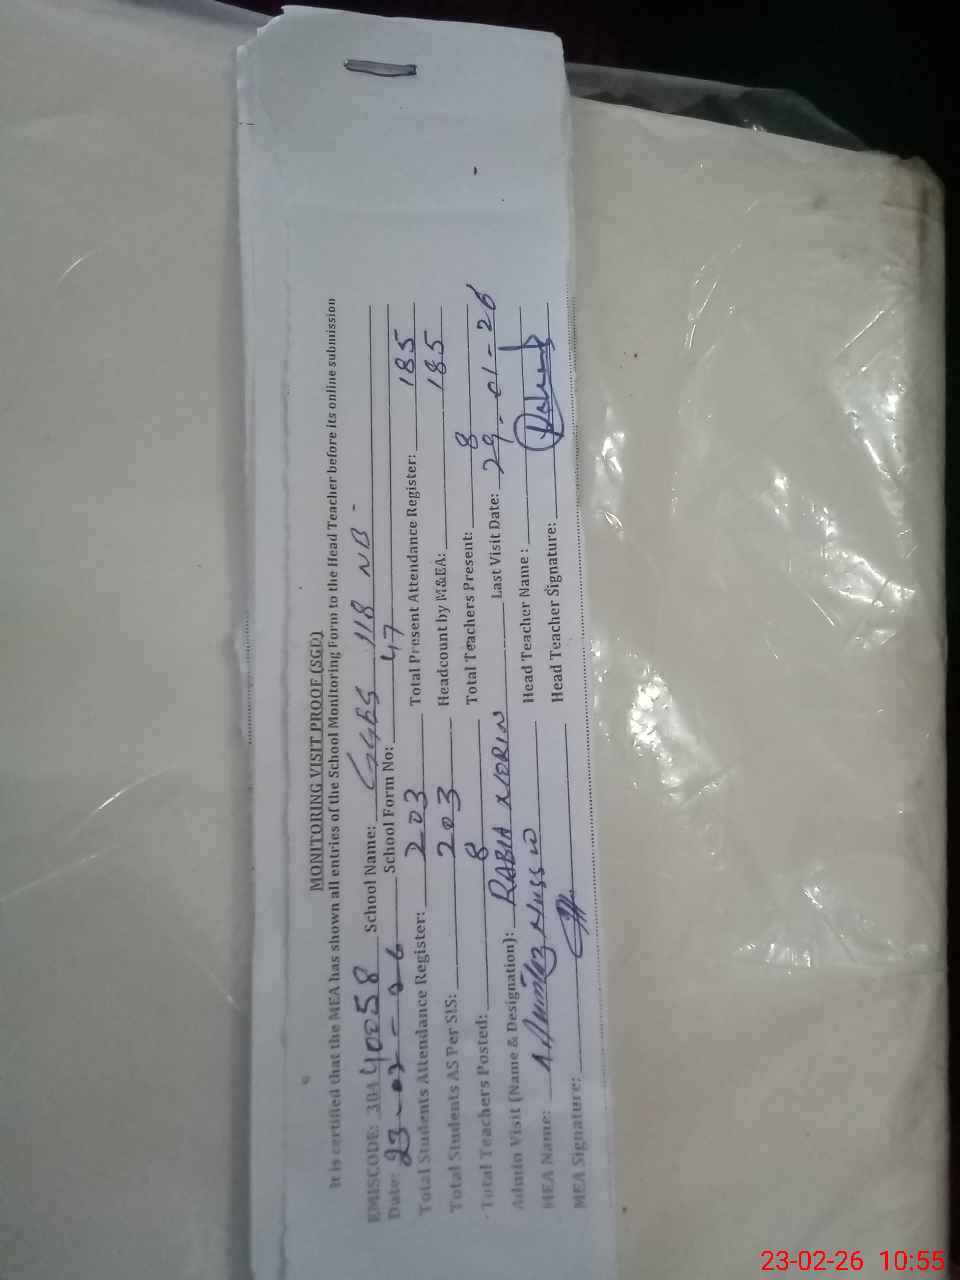 MONITORING VISIT PROOF (SGD)
It is certified that the MEA has shown all entries of the School Monitoring Form to the Head Teacher before its online submission
EMISCODE: 38440058 School Name: GGES 118 NB -
Date: 23-02-26 School Form No: 47
Total Students Attendance Register: 203 Total Present Attendance Register: 185
Total Students AS Per SIS: 203 Headcount by M&EA: 185
Total Teachers Posted: 8 Total Teachers Present: 8
Admin Visit (Name & Designation): RABIA NORIN Last Visit Date: 29-01-26
MEA Name: Mumtaz Hussain Head Teacher Name:
MEA Signature: Head Teacher Signature:
23-02-26 10:55